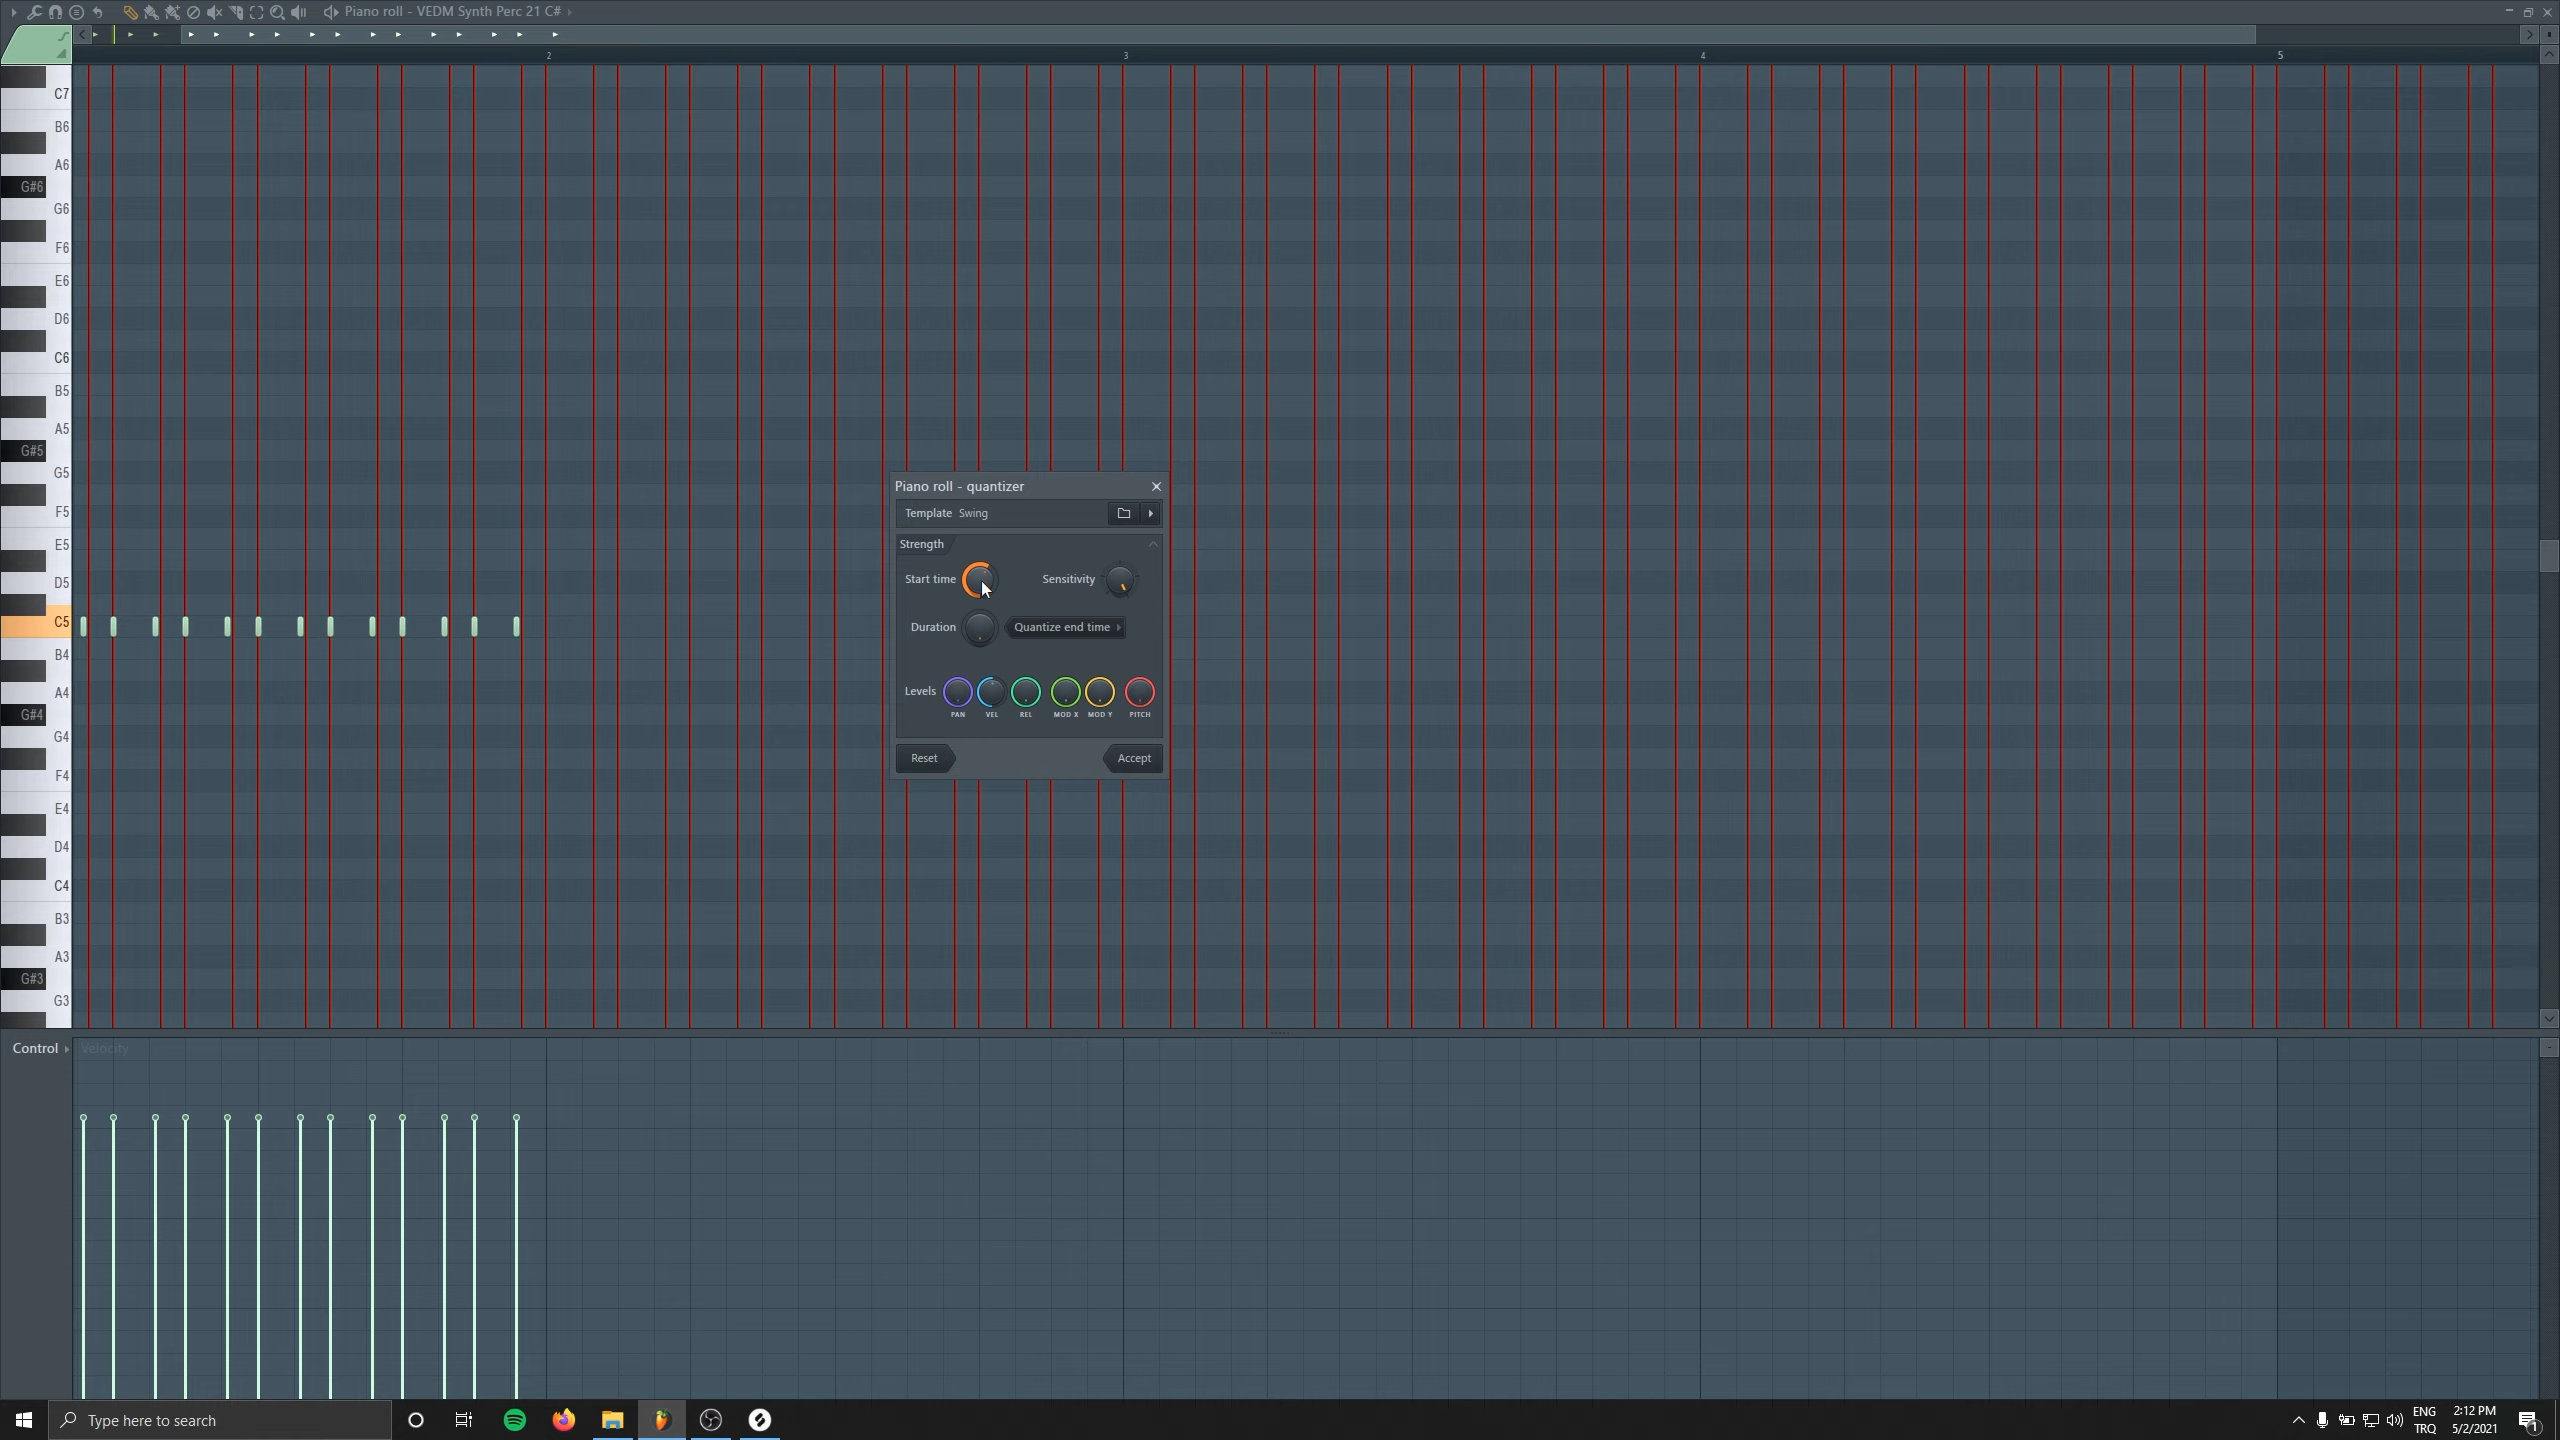 Piano roll - VEDM Synth Perc 21 C#
2 3 4 5
C7
B6
A6
G#6
G6
F6
E6
D6
C6
B5
A5
G#5
G5
F5
E5
D5
C5
B4
A4
G#4
G4
F4
E4
D4
C4
B3
A3
G#3
G3
Piano roll - quantizer
Template Swing
Strength
Start time Sensitivity
Duration Quantize end time
Levels
PAN VEL REL MOD X MOD Y PITCH
Reset Accept
Control Velocity
Type here to search
ENG
TRQ
2:12 PM
5/2/2021
1